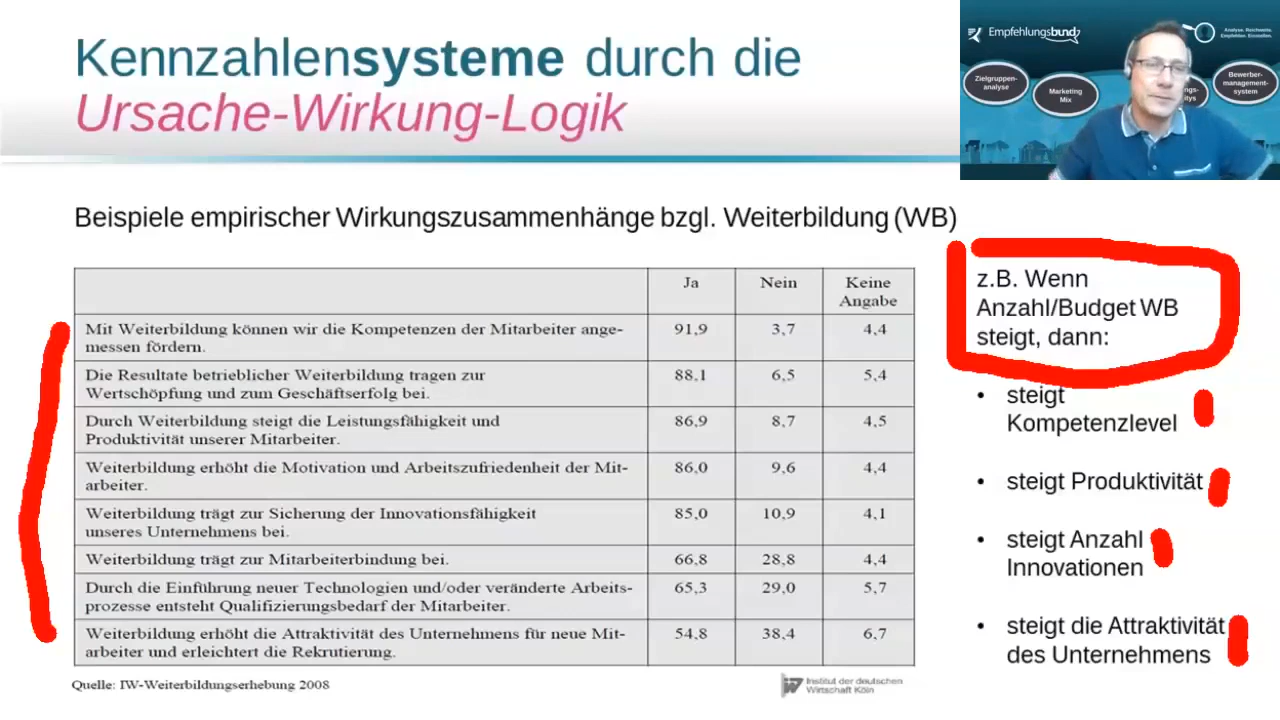 Kennzahlensysteme durch die
Ursache-Wirkung-Logik
Empfehlungsbund
Analyse. Reichweite.
Empfehlen. Einstellen.
Zielgruppen-
analyse
Marketing
Mix
Bewerber-
management-
system
Beispiele empirischer Wirkungszusammenhänge bzgl. Weiterbildung (WB)
Ja Nein Keine
Angabe
Mit Weiterbildung können wir die Kompetenzen der Mitarbeiter ange-
messen fördern. 91,9 3,7 4,4
Die Resultate betrieblicher Weiterbildung tragen zur
Wertschöpfung und zum Geschäftserfolg bei. 88,1 6,5 5,4
Durch Weiterbildung steigt die Leistungsfähigkeit und
Produktivität unserer Mitarbeiter. 86,9 8,7 4,5
Weiterbildung erhöht die Motivation und Arbeitszufriedenheit der Mit-
arbeiter. 86,0 9,6 4,4
Weiterbildung trägt zur Sicherung der Innovationsfähigkeit
unseres Unternehmens bei. 85,0 10,9 4,1
Weiterbildung trägt zur Mitarbeiterbindung bei. 66,8 28,8 4,4
Durch die Einführung neuer Technologien und/oder veränderte Arbeits-
prozesse entsteht Qualifizierungsbedarf der Mitarbeiter. 65,3 29,0 5,7
Weiterbildung erhöht die Attraktivität des Unternehmens für neue Mit-
arbeiter und erleichtert die Rekrutierung. 54,8 38,4 6,7
Quelle: IW-Weiterbildungserhebung 2008
Institut der deutschen
Wirtschaft Köln
z.B. Wenn
Anzahl/Budget WB
steigt, dann:
• steigt
Kompetenzlevel
• steigt Produktivität
• steigt Anzahl
Innovationen
• steigt die Attraktivität
des Unternehmens